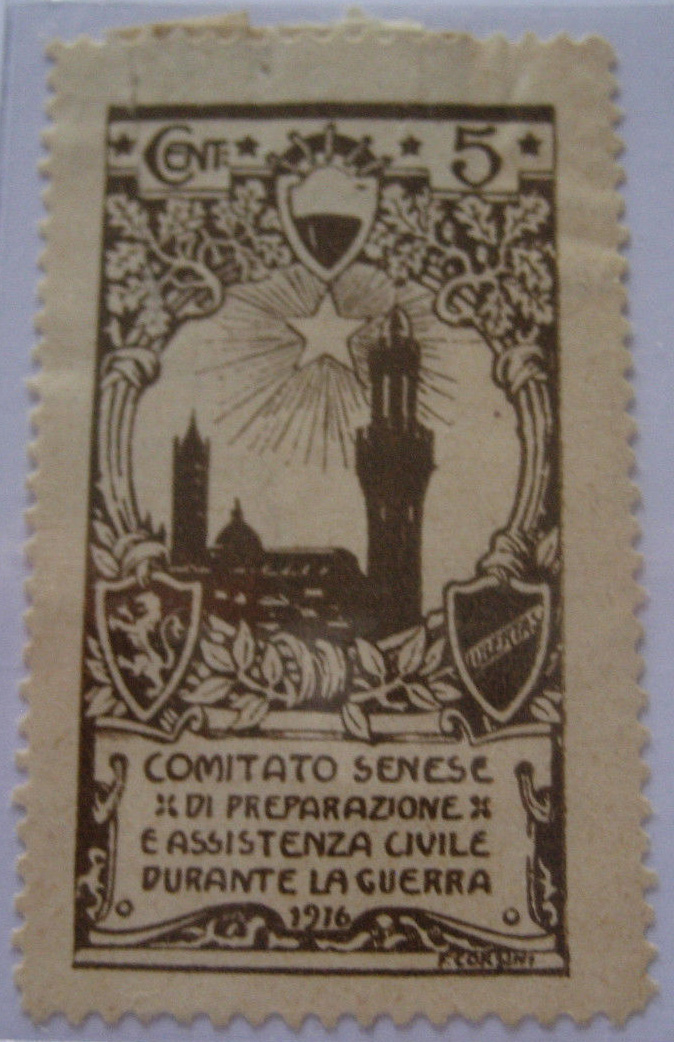 CENT. 5
LIBERTAS
COMITATO SENESE
DI PREPARAZIONE
E ASSISTENZA CIVILE
DURANTE LA GUERRA
1916
F. CORSINI